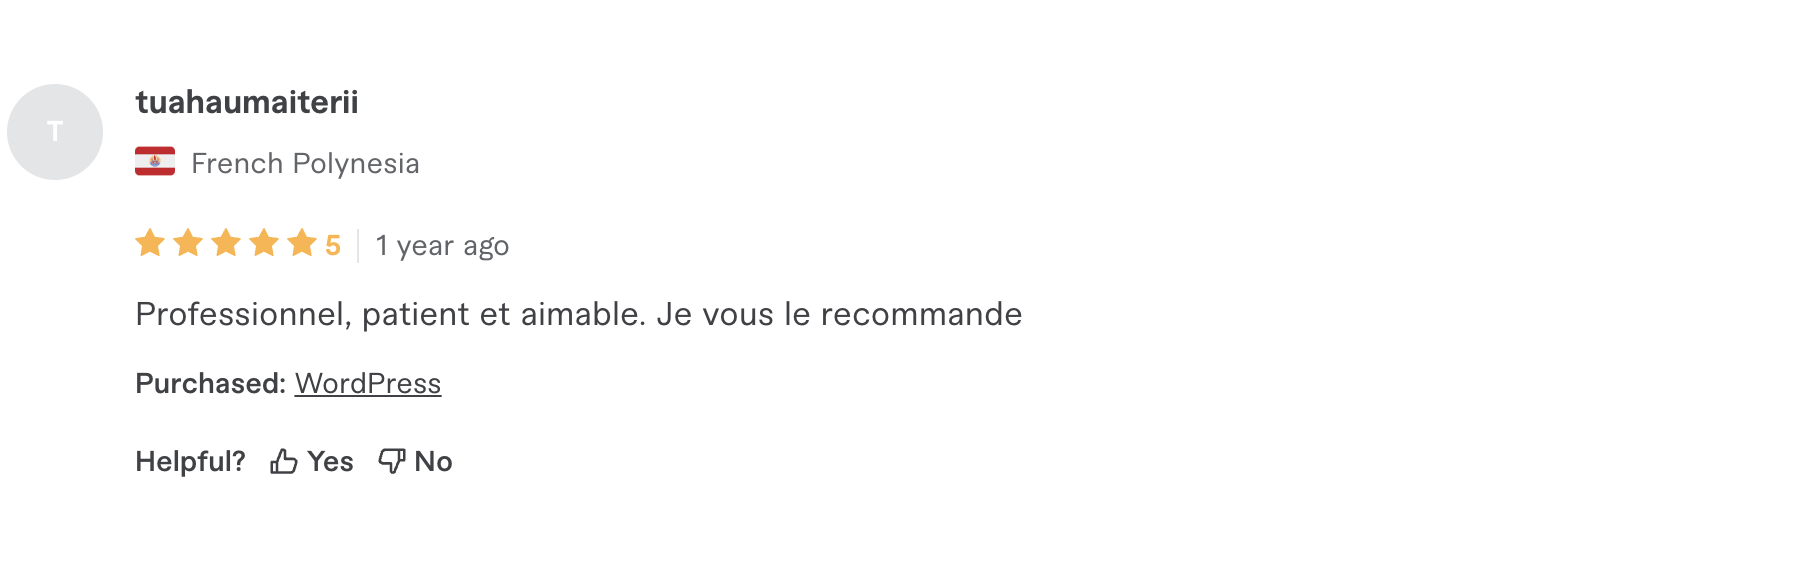 T
tuahaumaiterii
French Polynesia
5 1 year ago
Professionnel, patient et aimable. Je vous le recommande
Purchased: WordPress
Helpful? Yes No